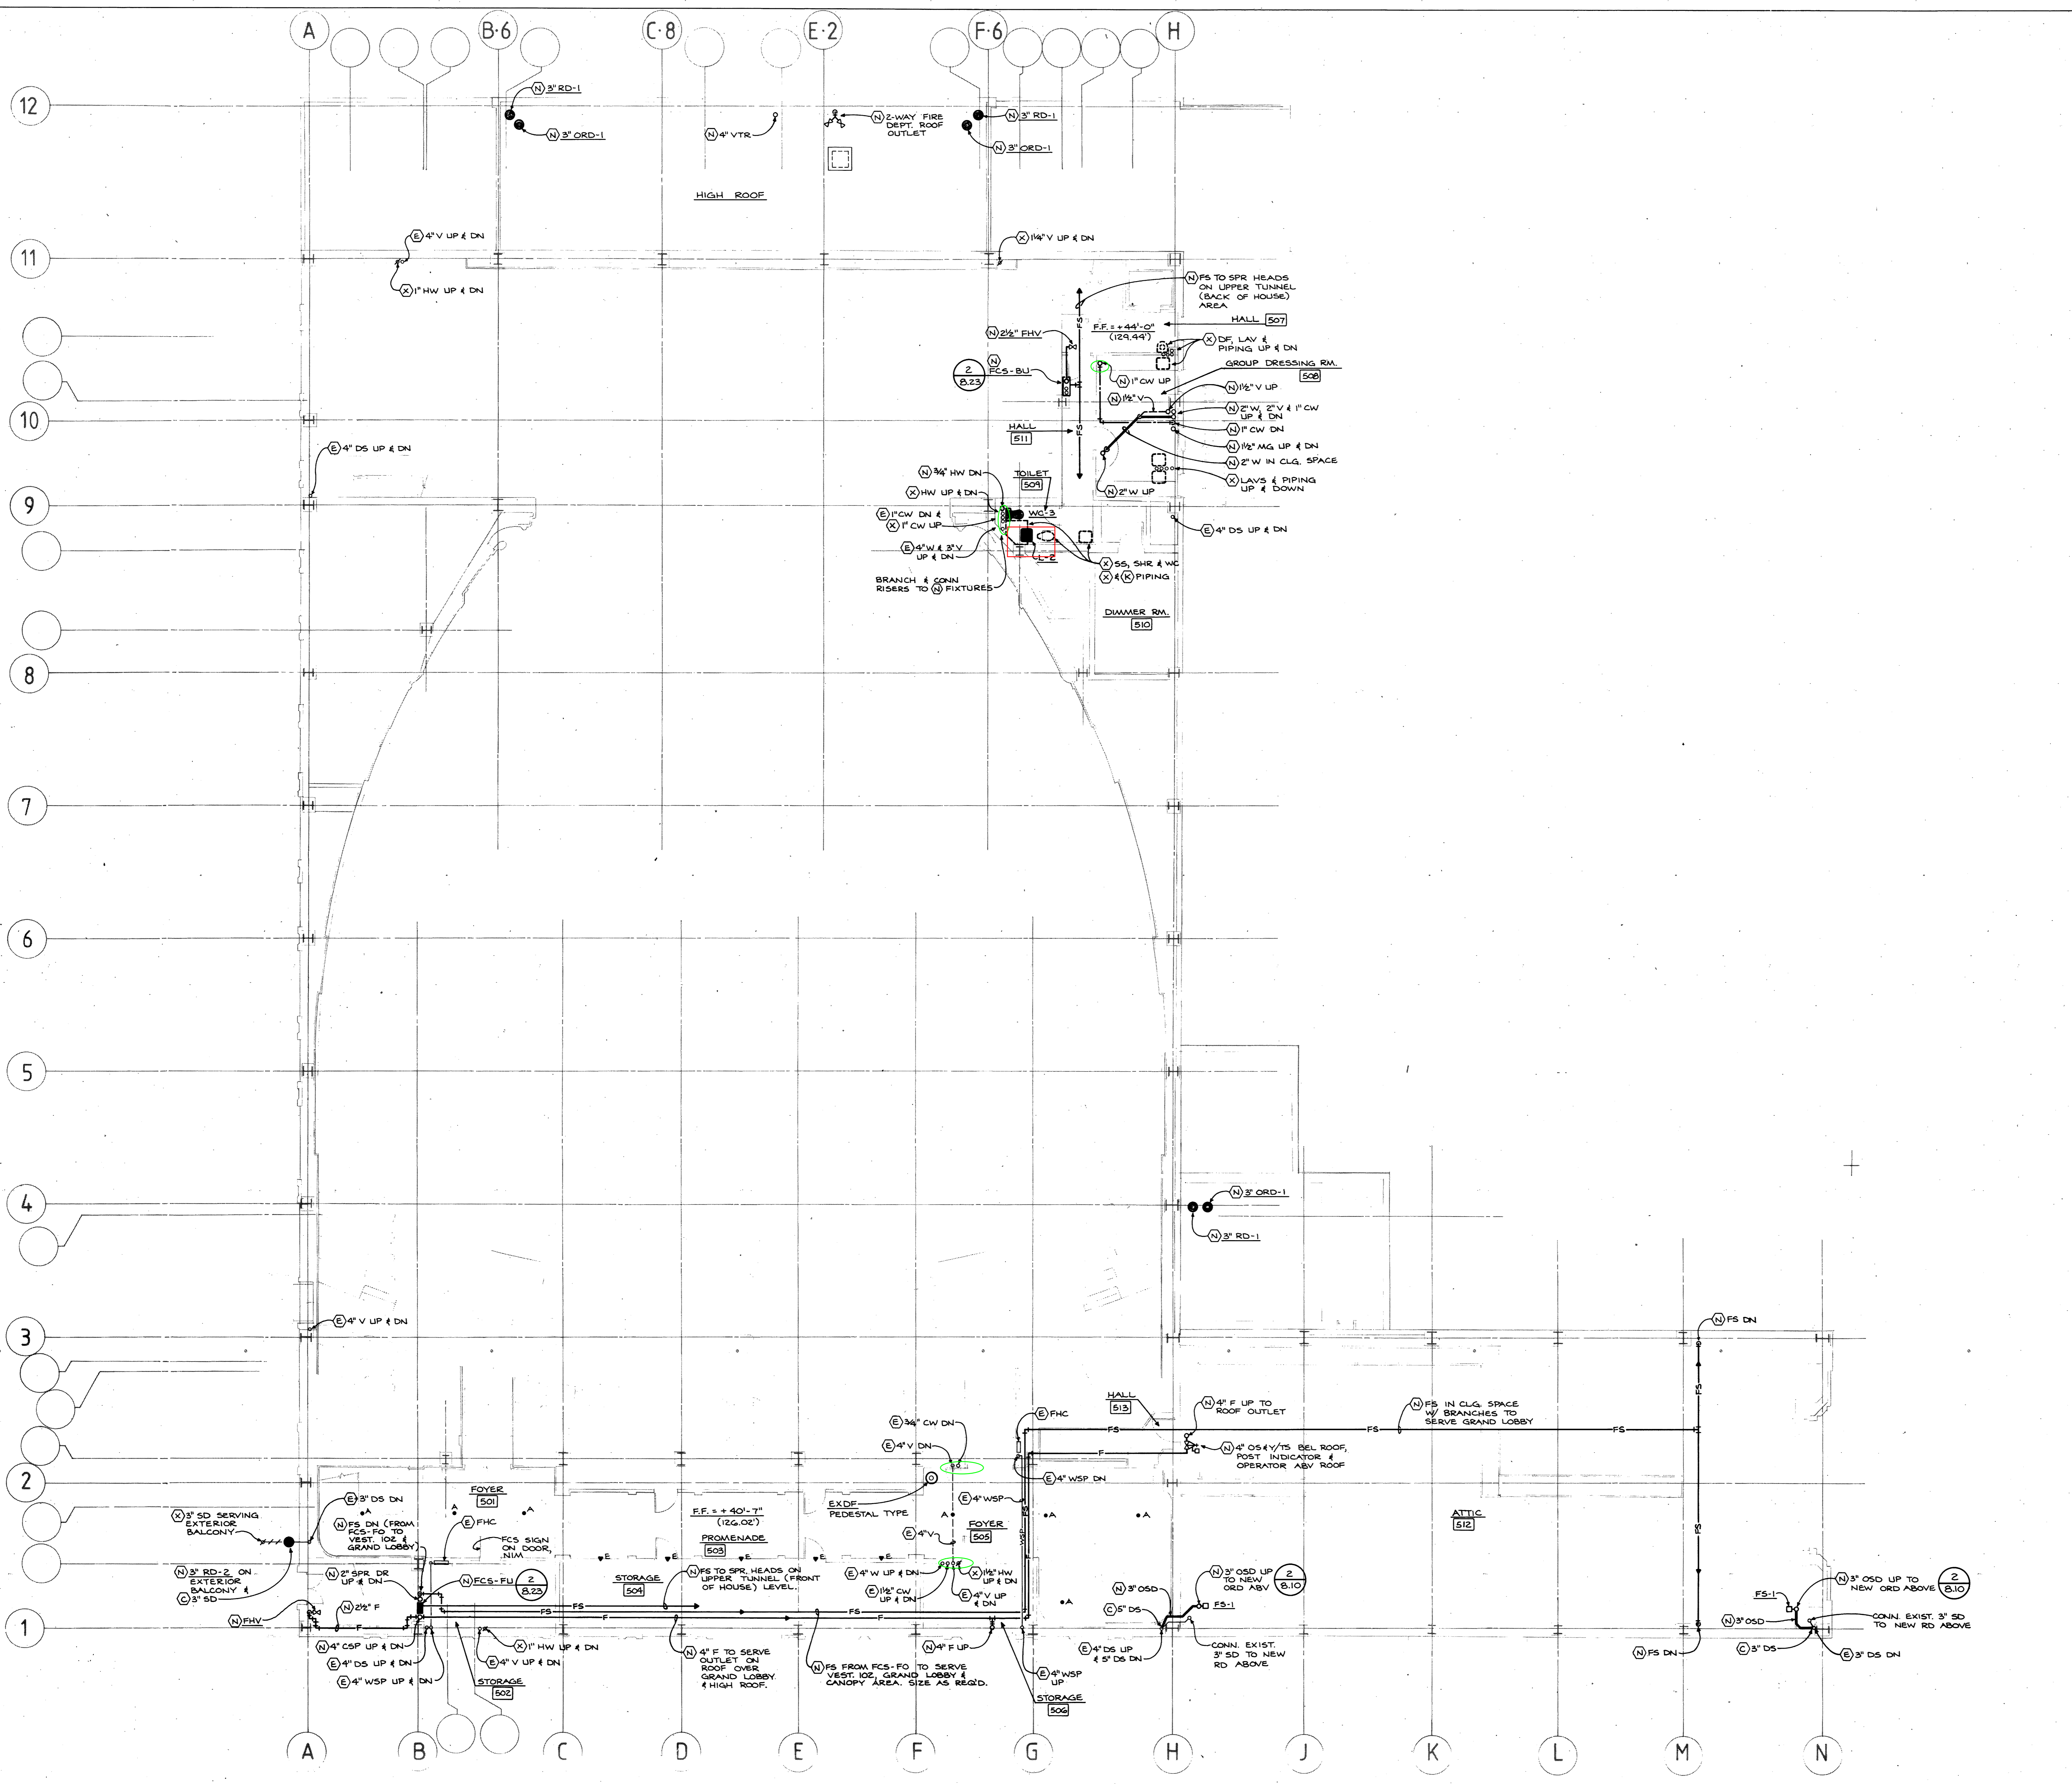 A
B·6
C·8
E·2
F·6
H
12
N 3" RD-1
N 3" ORD-1
N 4" VTR
N 2-WAY FIRE
DEPT. ROOF
OUTLET
N 3" RD-1
N 3" ORD-1
HIGH ROOF
11
E 4" V UP & DN
X 1" HW UP & DN
X 1¼" V UP & DN
N FS TO SPR HEADS
ON UPPER TUNNEL
(BACK OF HOUSE)
AREA
FS
F.F. = +44'-0"
(129.44')
HALL 507
N 2½" FHV
X DF, LAV &
PIPING UP & DN
2
8.23
N
FCS-BU
GROUP DRESSING RM.
508
N 1" CW UP
N 1½" V UP
N 1½" V
N 2" W, 2" V & 1" CW
UP & DN
10
HALL
511
FS
N 1" CW DN
N 1½" MG UP & DN
E 4" DS UP & DN
N 2" W IN CLG. SPACE
N ¾" HW DN
TOILET
509
X LAVS & PIPING
UP & DOWN
X HW UP & DN
N 2" W UP
9
E 1" CW DN &
X 1" CW UP
WC-3
E 4" DS UP & DN
E 4" W & 3" V
UP & DN
L-2
X SS, SHR & WC
X & K PIPING
BRANCH & CONN
RISERS TO N FIXTURES
DIMMER RM.
510
8
7
6
5
4
N 3" ORD-1
N 3" RD-1
3
E 4" V UP & DN
N FS DN
FS
HALL
513
N 4" F UP TO
ROOF OUTLET
N FS IN CLG. SPACE
W/ BRANCHES TO
SERVE GRAND LOBBY
E FHC
E ¾" CW DN
FS
FS
FS
E 4" V DN
F
N 4" OS&Y/TS BEL ROOF,
POST INDICATOR &
OPERATOR ABV ROOF
E 4" WSP DN
2
FOYER
501
EXDF
PEDESTAL TYPE
E 4" WSP
E 3" DS DN
A
A
A
A
A
A
F.F. = + 40'-7"
(126.02')
FOYER
505
FS
WSP
X 3" SD SERVING
EXTERIOR
BALCONY
N FS DN (FROM
FCS-FO TO
VEST. 102 &
GRAND LOBBY)
E FHC
FCS SIGN
ON DOOR,
NIM
PROMENADE
503
E 4" V
ATTIC
512
FS
E
E
E
E
E
N 3" RD-2 ON
EXTERIOR
BALCONY &
C 3" SD
N 2" SPR DR
UP & DN
N FCS-FU
2
8.23
STORAGE
504
N FS TO SPR. HEADS ON
UPPER TUNNEL (FRONT
OF HOUSE) LEVEL.
E 4" W UP & DN
X 1½" HW
UP & DN
E 1½" CW
UP & DN
E 4" V UP
& DN
A
N 3" OSD
N 3" OSD UP
TO NEW
ORD ABV
2
8.10
N 3" OSD UP TO
NEW ORD ABOVE
2
8.10
N 2½" F
FS
FS
FS
FS-1
FS-1
N FHV
C 5" DS
N 3" OSD
CONN. EXIST. 3" SD
TO NEW RD ABOVE
F
F
1
N 4" CSP UP & DN
X 1" HW UP & DN
N 4" F TO SERVE
OUTLET ON
ROOF OVER
GRAND LOBBY
& HIGH ROOF.
N 4" F UP
E 4" DS UP
& 5" DS DN
CONN. EXIST.
3" SD TO NEW
RD ABOVE
N FS DN
C 3" DS
E 3" DS DN
E 4" DS UP & DN
E 4" V UP & DN
N FS FROM FCS-FO TO SERVE
VEST. 102, GRAND LOBBY &
CANOPY AREA. SIZE AS REQ'D.
E 4" WSP
UP
E 4" WSP UP & DN
STORAGE
502
STORAGE
506
A
B
C
D
E
F
G
H
J
K
L
M
N